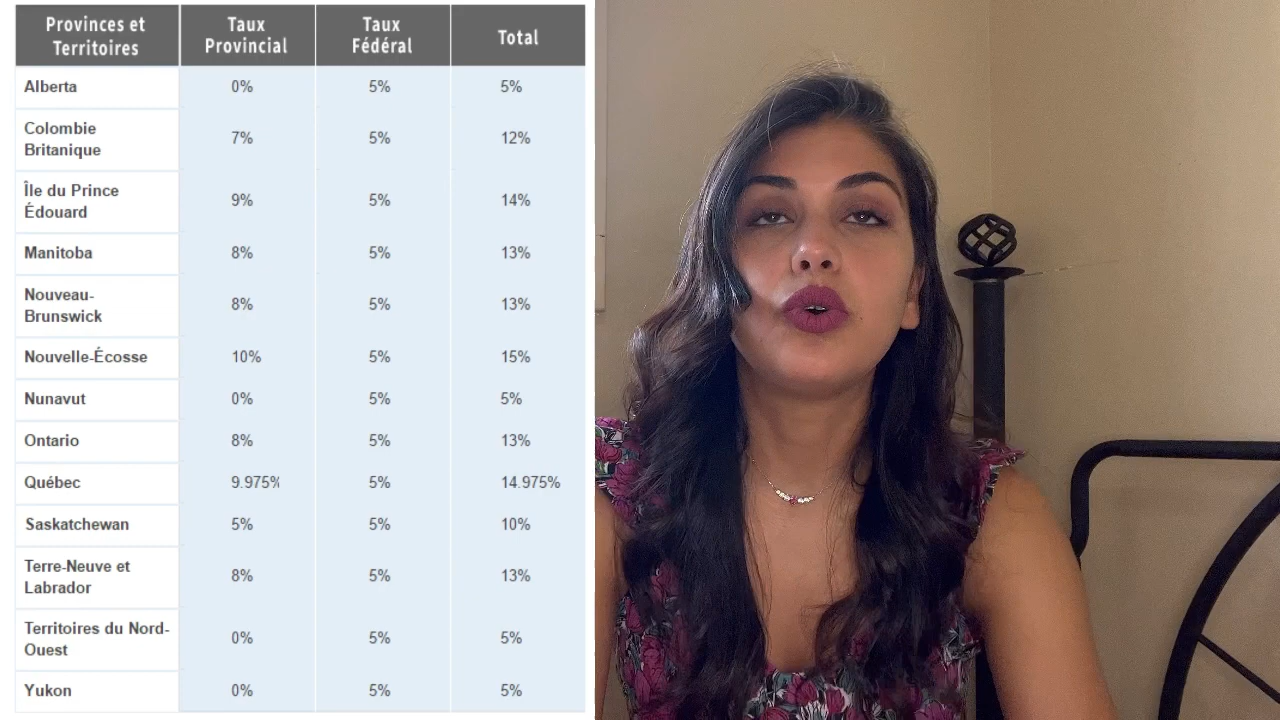 Provinces et Territoires Taux Provincial Taux Fédéral Total
Alberta 0% 5% 5%
Colombie Britanique 7% 5% 12%
Île du Prince Édouard 9% 5% 14%
Manitoba 8% 5% 13%
Nouveau-Brunswick 8% 5% 13%
Nouvelle-Écosse 10% 5% 15%
Nunavut 0% 5% 5%
Ontario 8% 5% 13%
Québec 9.975% 5% 14.975%
Saskatchewan 5% 5% 10%
Terre-Neuve et Labrador 8% 5% 13%
Territoires du Nord-Ouest 0% 5% 5%
Yukon 0% 5% 5%